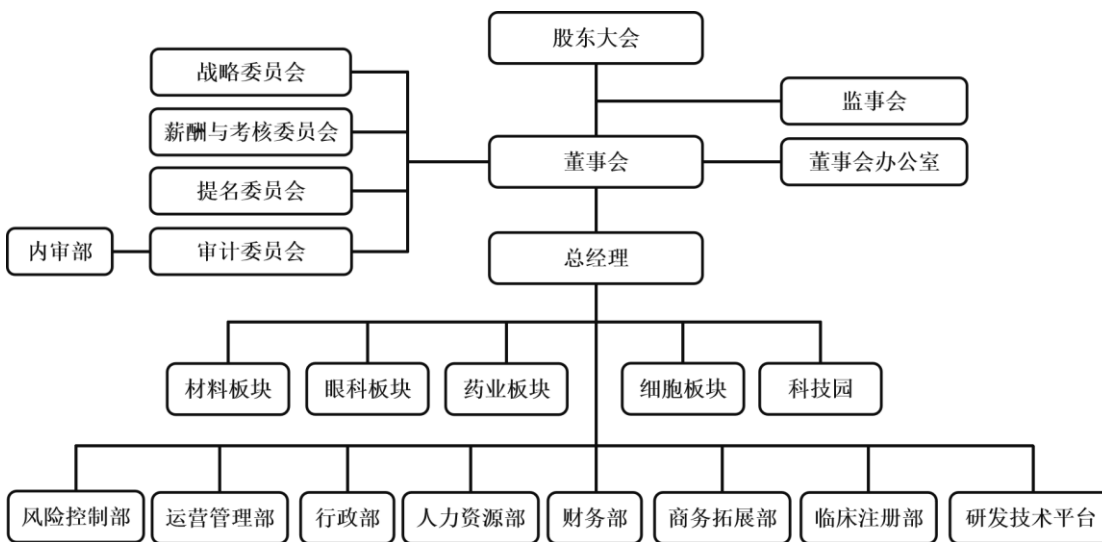 股东大会
战略委员会
监事会
薪酬与考核委员会
董事会
董事会办公室
提名委员会
内审部
审计委员会
总经理
材料板块
眼科板块
药业板块
细胞板块
科技园
风险控制部
运营管理部
行政部
人力资源部
财务部
商务拓展部
临床注册部
研发技术平台